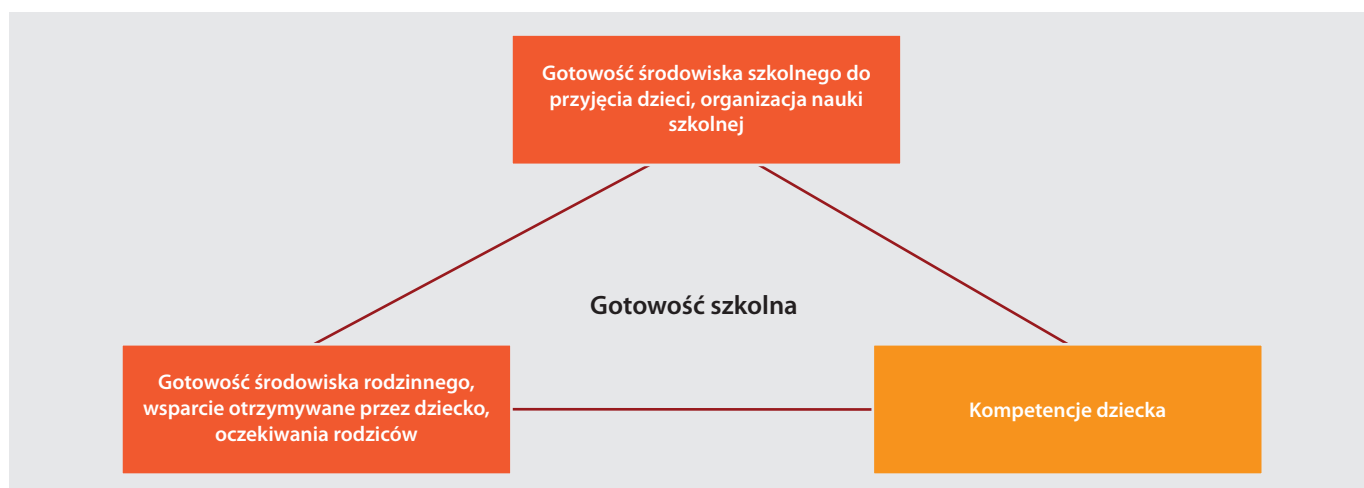 Gotowość środowiska szkolnego do
przyjęcia dzieci, organizacja nauki
szkolnej
Gotowość szkolna
Gotowość środowiska rodzinnego,
wsparcie otrzymywane przez dziecko,
oczekiwania rodziców
Kompetencje dziecka